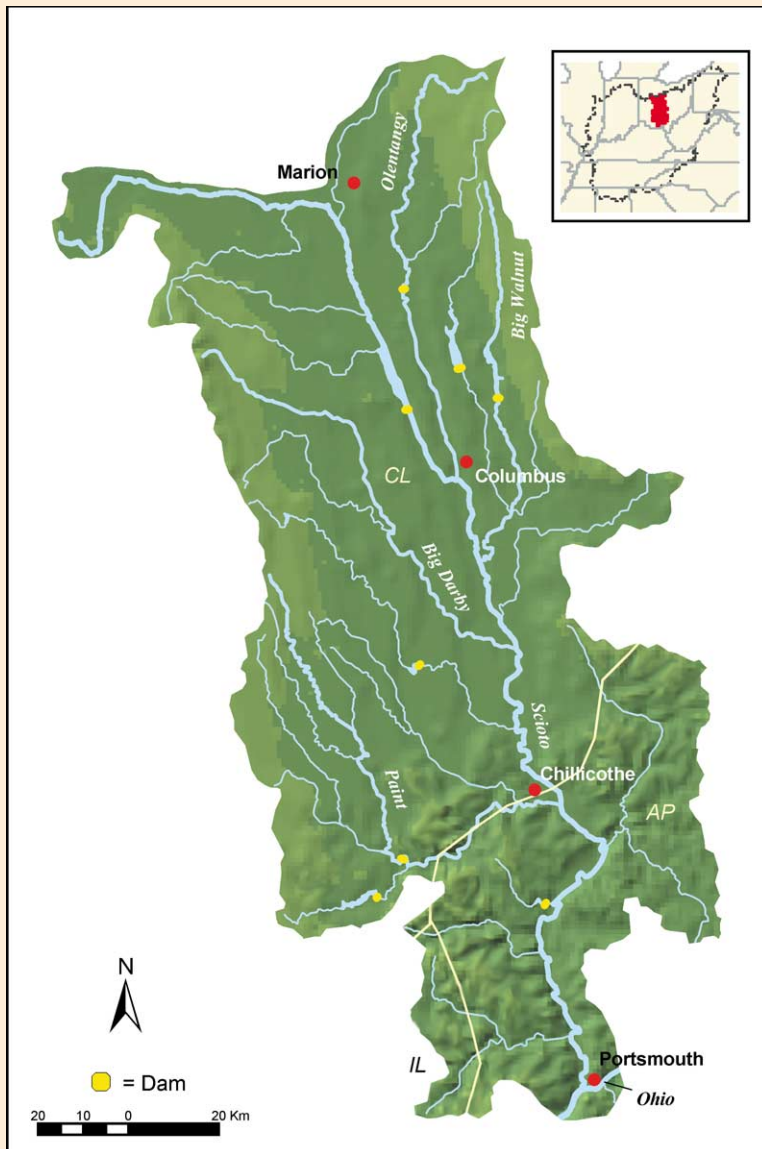 Marion
Olentangy
Big Walnut
CL
Columbus
Big Darby
Scioto
Chillicothe
Paint
AP
N
= Dam
IL
Portsmouth
Ohio
20 10 0 20 Km